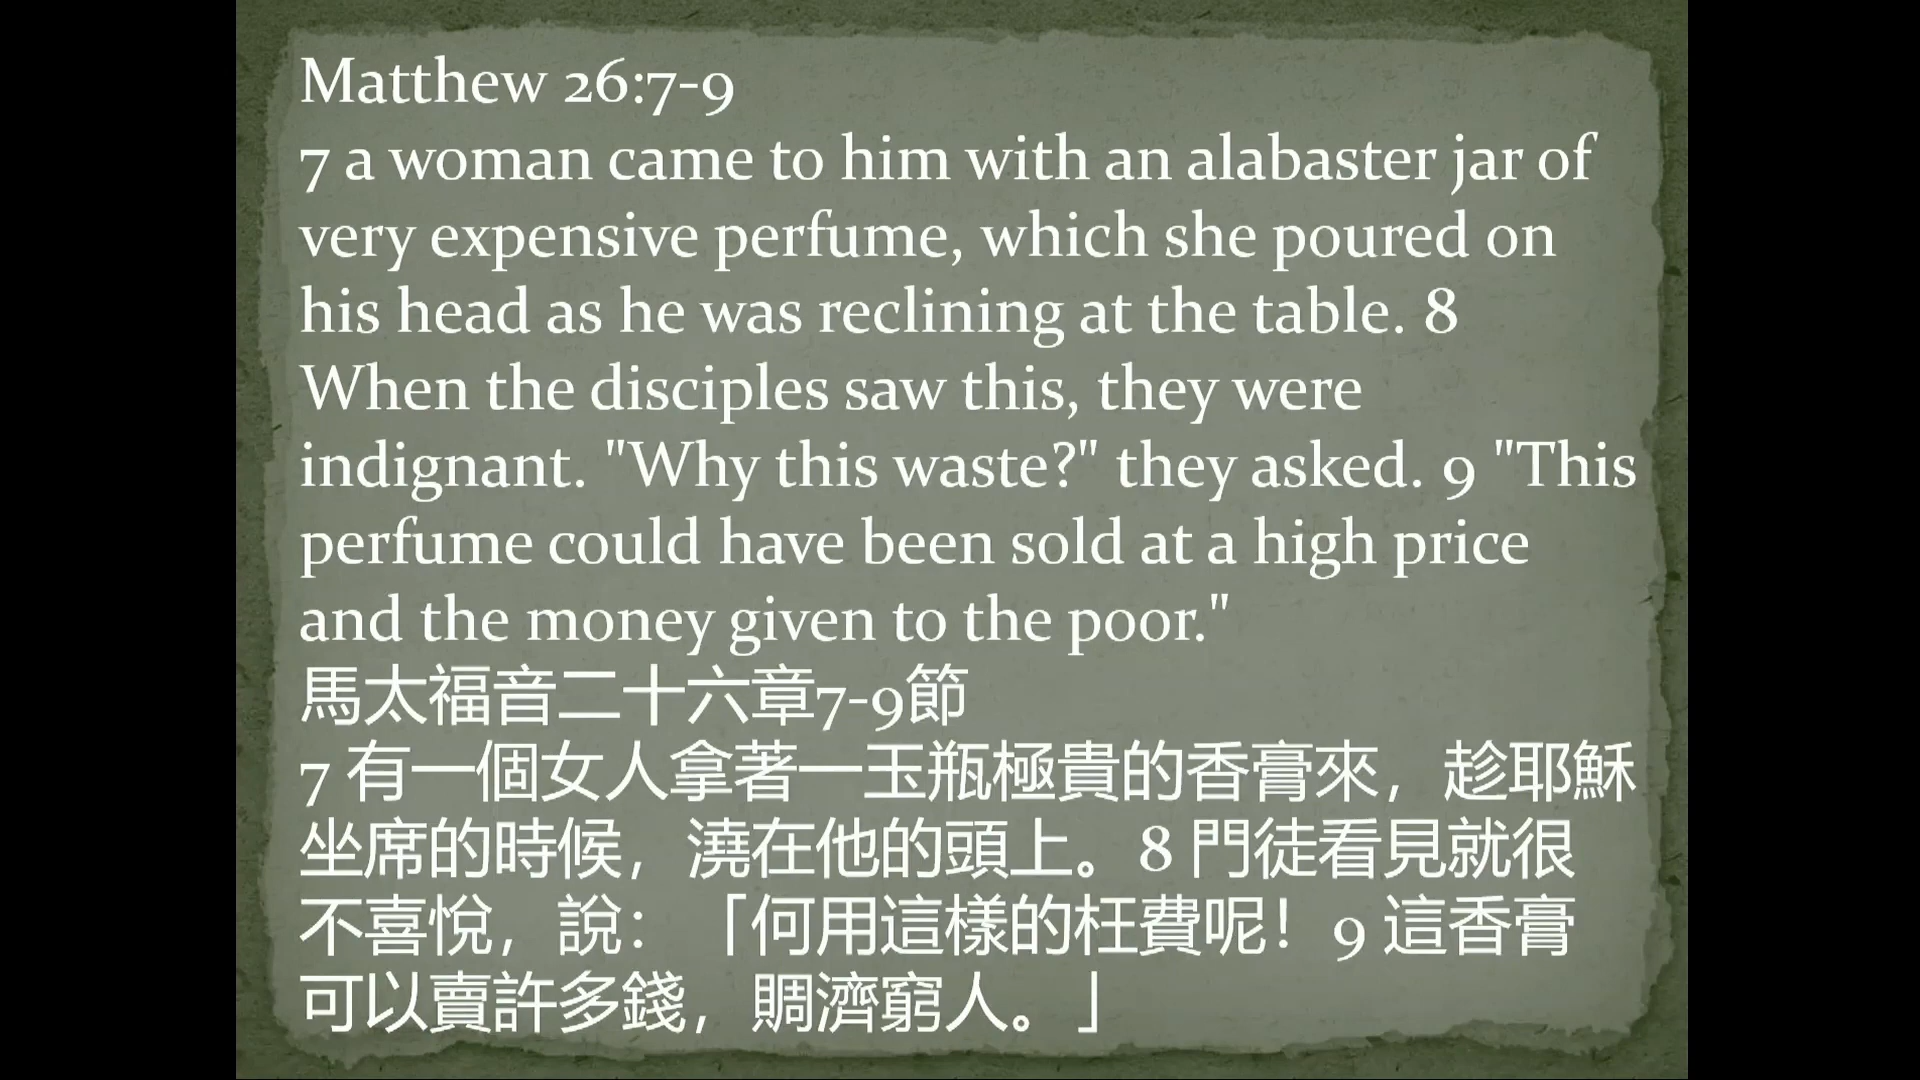 Matthew 26:7-9
7 a woman came to him with an alabaster jar of
very expensive perfume, which she poured on
his head as he was reclining at the table. 8
When the disciples saw this, they were
indignant. "Why this waste?" they asked. 9 "This
perfume could have been sold at a high price
and the money given to the poor."
馬太福音二十六章7-9節
7 有一個女人拿著一玉瓶極貴的香膏來，趁耶穌
坐席的時候，澆在他的頭上。8 門徒看見就很
不喜悅，說：「何用這樣的枉費呢！9 這香膏
可以賣許多錢，賙濟窮人。」